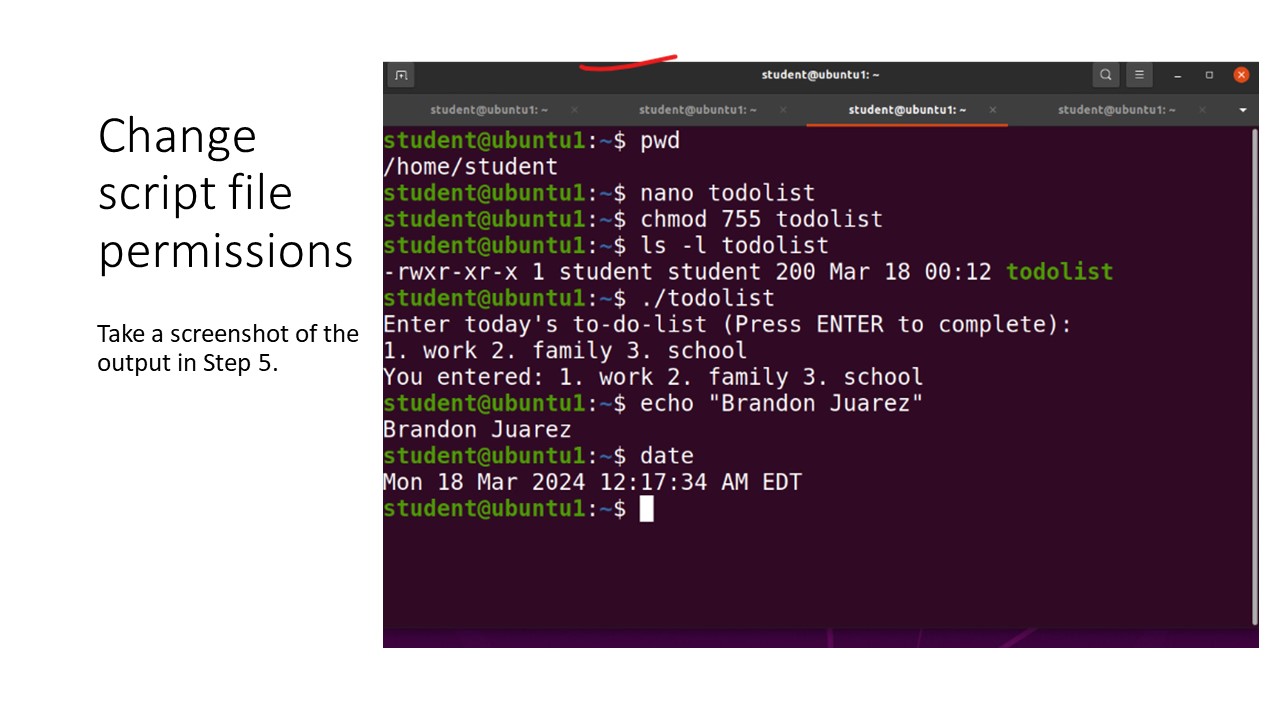 Change
script file
permissions
Take a screenshot of the
output in Step 5.
student@ubuntu1: ~
student@ubuntu1: ~ student@ubuntu1: ~ student@ubuntu1: ~ student@ubuntu1: ~
student@ubuntu1:~$ pwd
/home/student
student@ubuntu1:~$ nano todolist
student@ubuntu1:~$ chmod 755 todolist
student@ubuntu1:~$ ls -l todolist
-rwxr-xr-x 1 student student 200 Mar 18 00:12 todolist
student@ubuntu1:~$ ./todolist
Enter today's to-do-list (Press ENTER to complete):
1. work 2. family 3. school
You entered: 1. work 2. family 3. school
student@ubuntu1:~$ echo "Brandon Juarez"
Brandon Juarez
student@ubuntu1:~$ date
Mon 18 Mar 2024 12:17:34 AM EDT
student@ubuntu1:~$